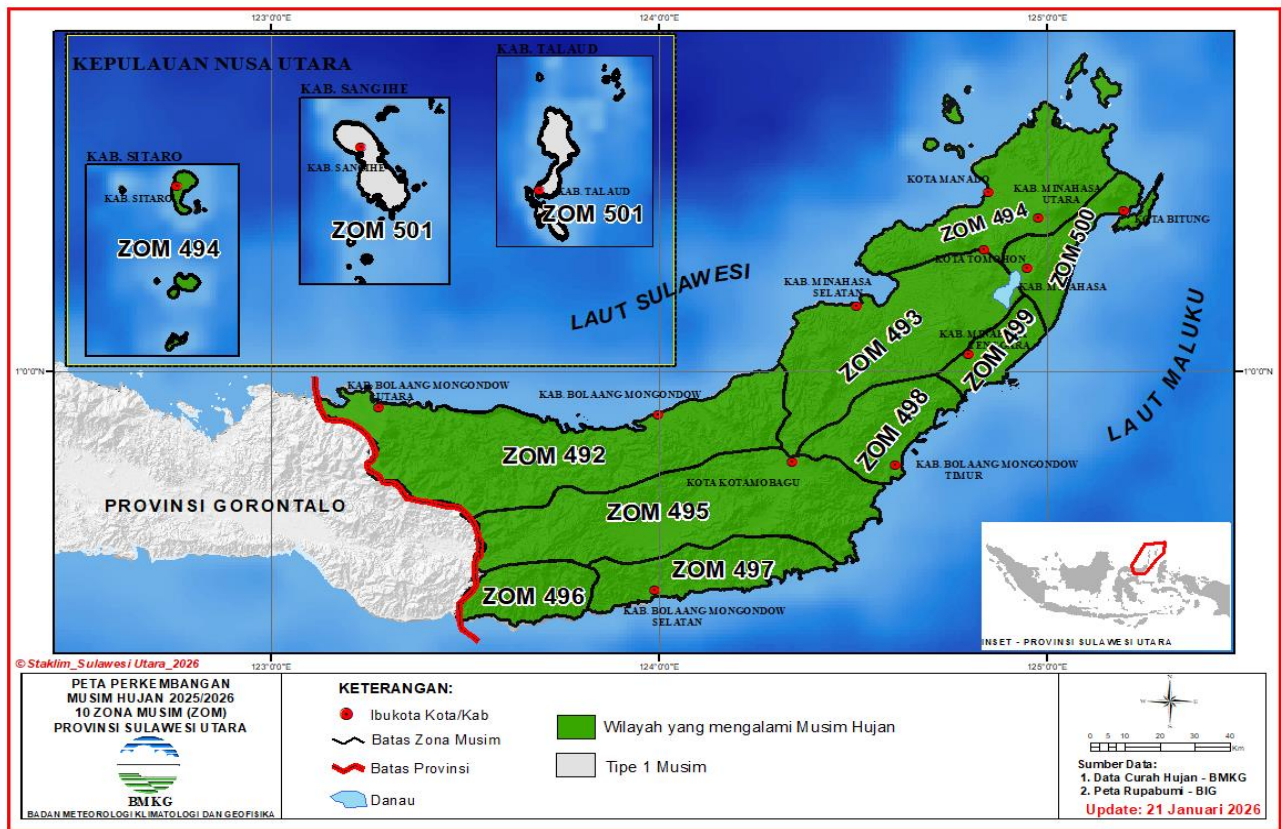 123°0'0"E
124°0'0"E
125°0'0"E
KEPULAUAN NUSA UTARA
KAB. SITARO
KAB. SITARO
ZOM 494
KAB. SANGIHE
KAB. SANGIHE
ZOM 501
KAB. TALAUD
KAB. TALAUD
ZOM 501
LAUT SULAWESI
LAUT MALUKU
KOTA MANADO
KAB. MINAHASA
UTARA
KOTA BITUNG
ZOM 494
ZOM 500
KOTA TOMOHON
KAB. MINAHASA
KAB. MINAHASA
SELATAN
ZOM 493
ZOM 499
1°0'0"N
1°0'0"N
KAB. BOLAANG MONGONDOW
UTARA
KAB. BOLAANG MONGONDOW
ZOM 492
ZOM 498
KAB. BOLAANG MONGONDOW
TIMUR
KOTA KOTAMOBAGU
PROVINSI GORONTALO
ZOM 495
ZOM 497
ZOM 496
KAB. BOLAANG MONGONDOW
SELATAN
INSET - PROVINSI SULAWESI UTARA
© Staklim_Sulawesi Utara_2026
123°0'0"E
124°0'0"E
125°0'0"E
PETA PERKEMBANGAN
MUSIM HUJAN 2025/2026
10 ZONA MUSIM (ZOM)
PROVINSI SULAWESI UTARA
BMKG
BADAN METEOROLOGI KLIMATOLOGI DAN GEOFISIKA
KETERANGAN:
Ibukota Kota/Kab
Batas Zona Musim
Batas Provinsi
Danau
Wilayah yang mengalami Musim Hujan
Tipe 1 Musim
N
0 5 10 20 30 40
Km
Sumber Data:
1. Data Curah Hujan - BMKG
2. Peta Rupabumi - BIG
Update: 21 Januari 2026